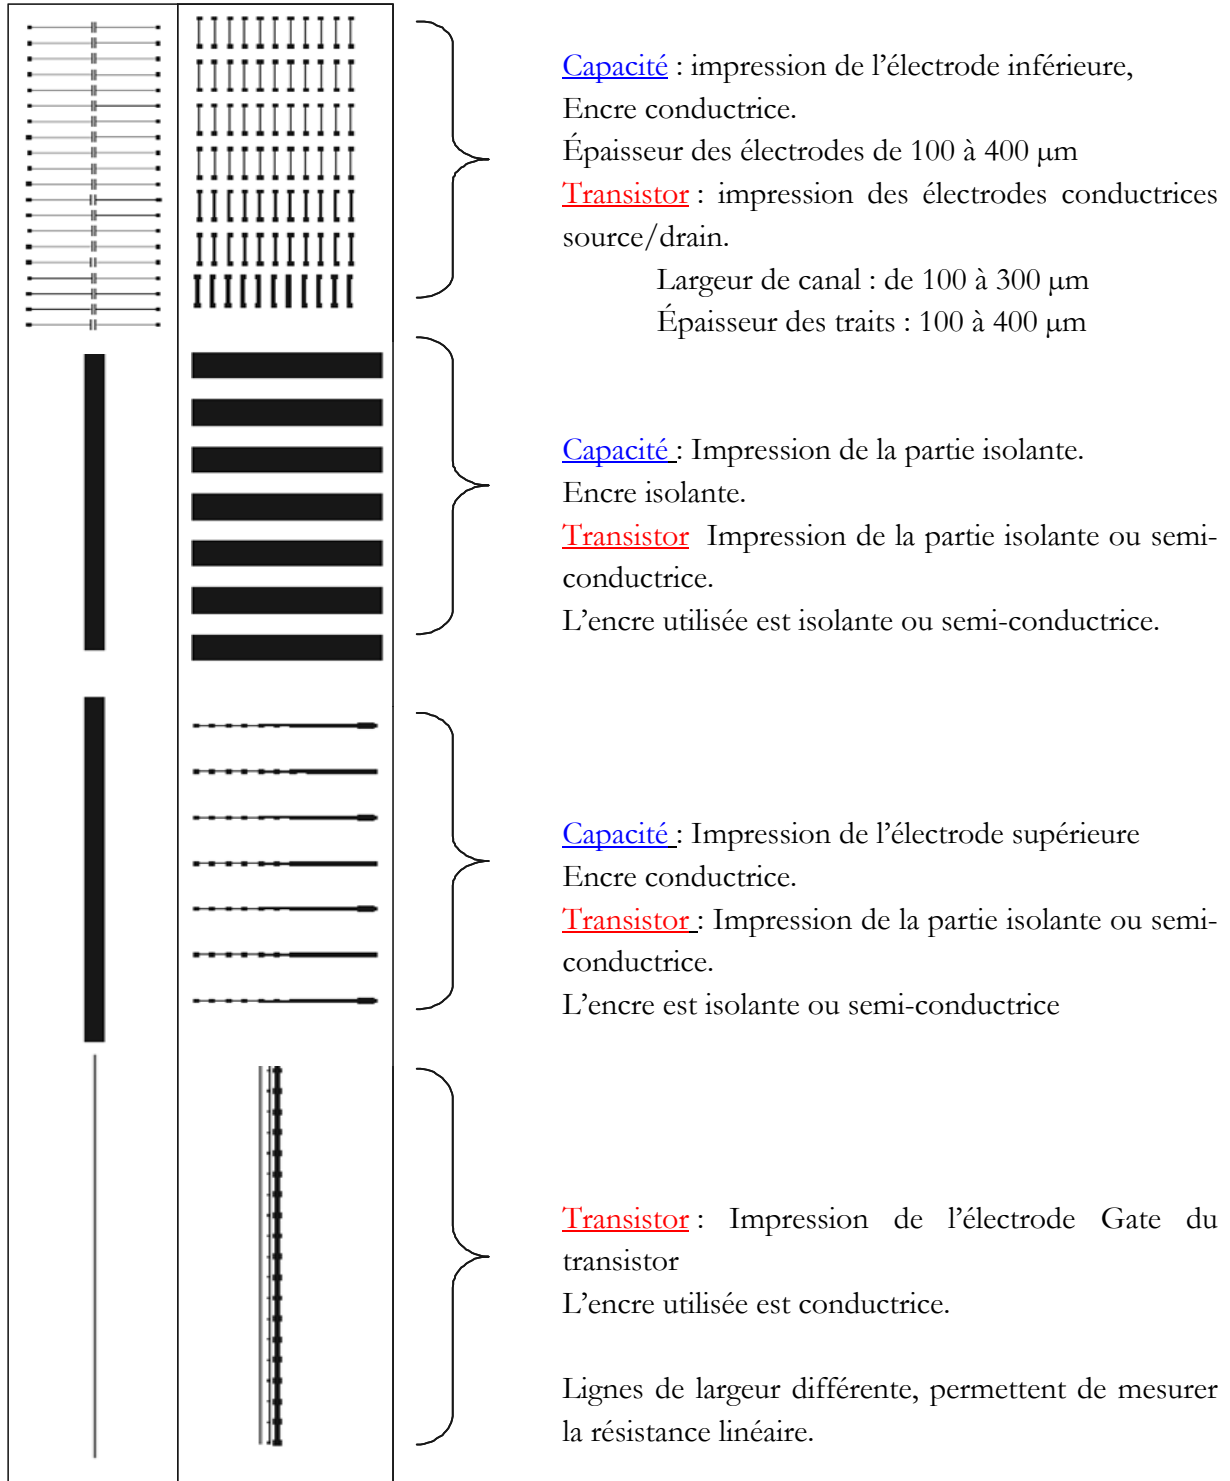 Capacité : impression de l’électrode inférieure,
Encre conductrice.
Épaisseur des électrodes de 100 à 400 µm
Transistor : impression des électrodes conductrices
source/drain.
Largeur de canal : de 100 à 300 µm
Épaisseur des traits : 100 à 400 µm
Capacité : Impression de la partie isolante.
Encre isolante.
Transistor Impression de la partie isolante ou semi-
conductrice.
L’encre utilisée est isolante ou semi-conductrice.
Capacité : Impression de l’électrode supérieure
Encre conductrice.
Transistor : Impression de la partie isolante ou semi-
conductrice.
L’encre est isolante ou semi-conductrice
Transistor : Impression de l’électrode Gate du
transistor
L’encre utilisée est conductrice.
Lignes de largeur différente, permettent de mesurer
la résistance linéaire.